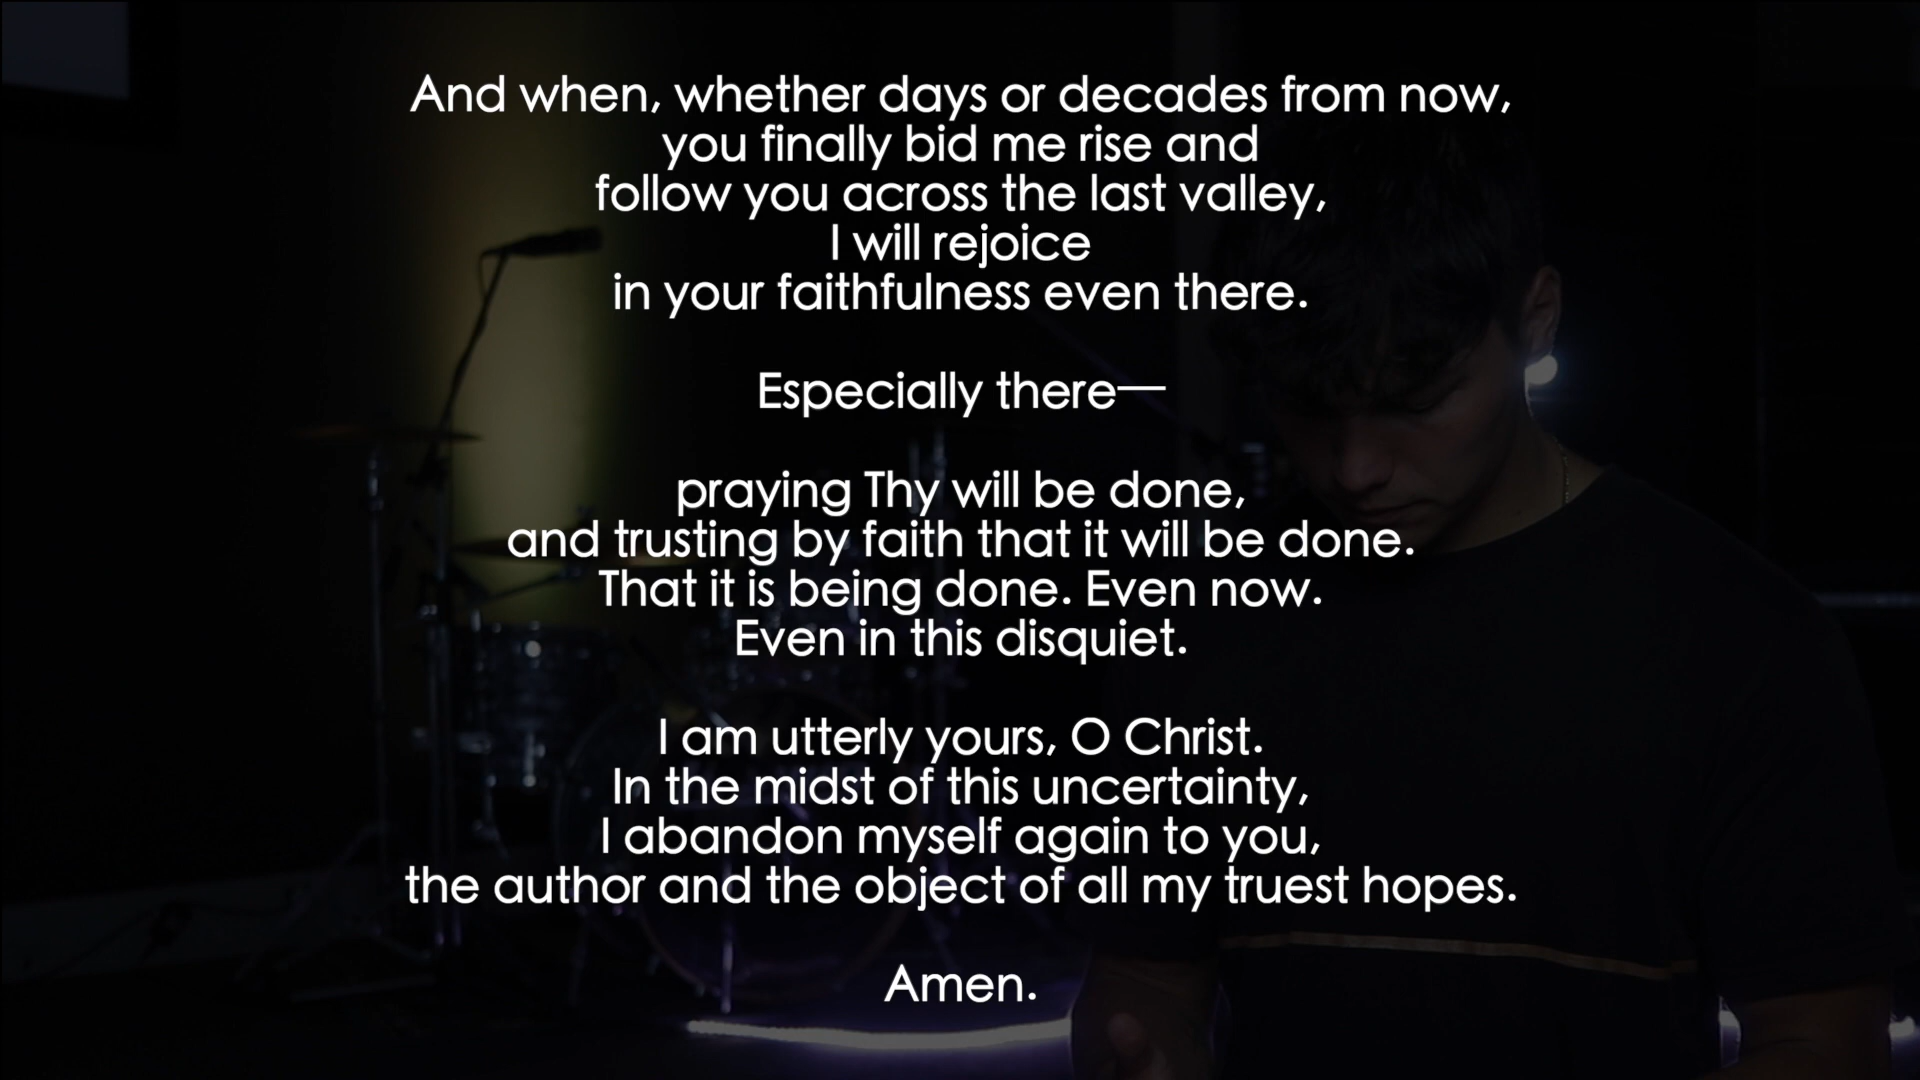 And when, whether days or decades from now,
you finally bid me rise and
follow you across the last valley,
I will rejoice
in your faithfulness even there.
Especially there—
praying Thy will be done,
and trusting by faith that it will be done.
That it is being done. Even now.
Even in this disquiet.
I am utterly yours, O Christ.
In the midst of this uncertainty,
I abandon myself again to you,
the author and the object of all my truest hopes.
Amen.